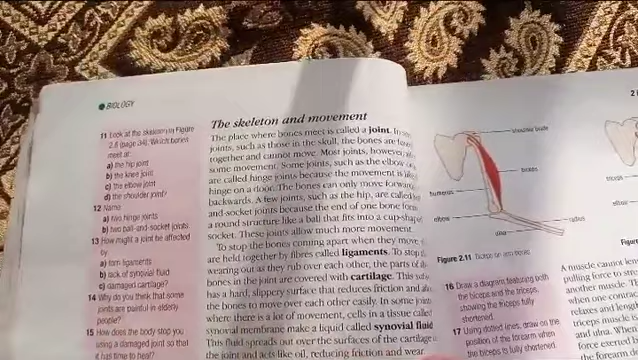 BIOLOGY
11 Look at the skeleton in Figure
2.8 (page 34). Which bones
meet at:
a) the hip joint
b) the knee joint
c) the elbow joint
d) the shoulder joint?
12 Name
a) two hinge joints
b) two ball-and-socket joints.
13 How might a joint be affected
by
a) torn ligaments
b) lack of synovial fluid
c) damaged cartilage?
14 Why do you think that some
joints are painful in elderly
people?
15 How does the body stop you
using a damaged joint so that
it has time to heal?
The skeleton and movement
The place where bones meet is called a joint. In
joints, such as those in the skull, the bones are
together and cannot move. Most joints, however,
some movement. Some joints, such as the elbow
are called hinge joints because the movement is
hinge on a door. The bones can only move forwards
backwards. A few joints, such as the hip, are called
and-socket joints because the end of one bone
a round structure like a ball that fits into a cup-shaped
socket. These joints allow much more movement.
To stop the bones coming apart when they move
are held together by fibres called ligaments. To stop
wearing out as they rub over each other, the parts of
bones in the joint are covered with cartilage. This
has a hard, slippery surface that reduces friction and
the bones to move over each other easily. In some
where there is a lot of movement, cells in a tissue called
synovial membrane make a liquid called synovial fluid
This fluid spreads out over the surfaces of the cartilage
the joint and acts like oil, reducing friction and wear
shoulder blade
biceps
humerus
elbow
radius
ulna
Figure 2.11 Biceps on arm bones.
16 Draw a diagram featuring both
the biceps and the triceps,
showing the triceps fully
shortened.
17 Using dotted lines, draw on the
position of the forearm when
the biceps is fully shortened.
2
triceps
Figure
A muscle cannot
pulling force to
another muscle.
when one
relaxes and
triceps muscle
and ulna. When
force exerted
the forearm